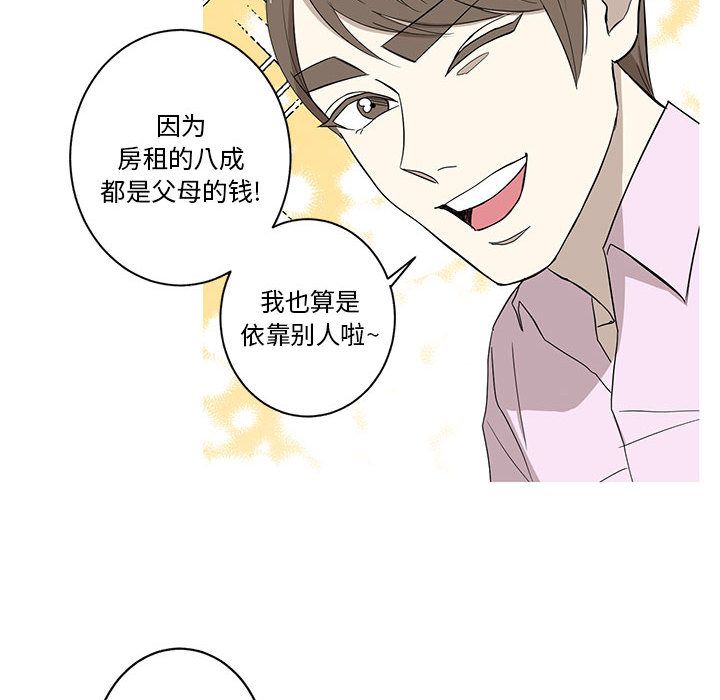 因为
房租的八成
都是父母的钱!
我也算是
依靠别人啦~